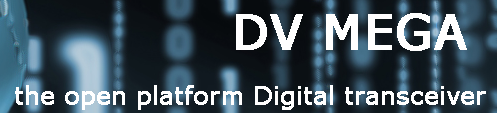 DV MEGA
the open platform Digital transceiver